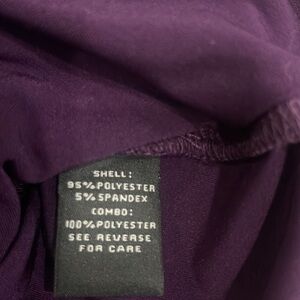 SHELL:
95%POLYESTER
5%SPANDEX
COMBO:
100%POLYESTER
SEE REVERSE
FOR CARE